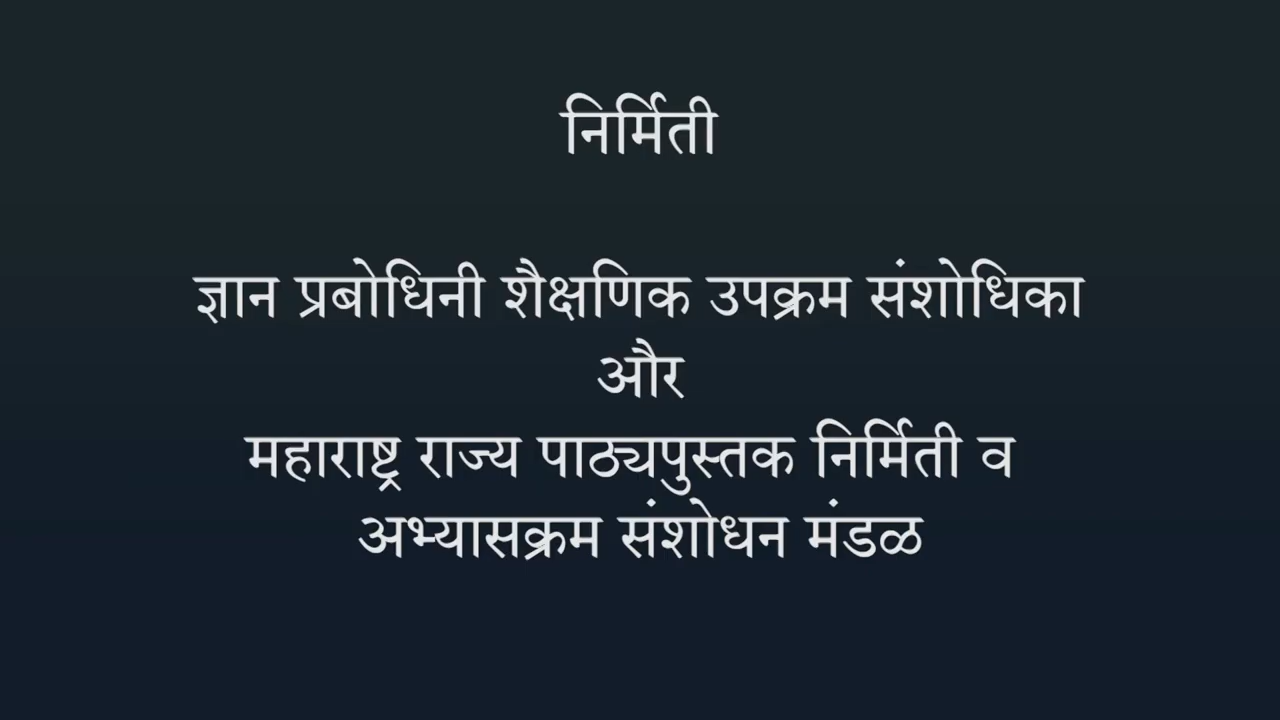 निर्मिती
ज्ञान प्रबोधिनी शैक्षणिक उपक्रम संशोधिका
और
महाराष्ट्र राज्य पाठ्यपुस्तक निर्मिती व
अभ्यासक्रम संशोधन मंडळ